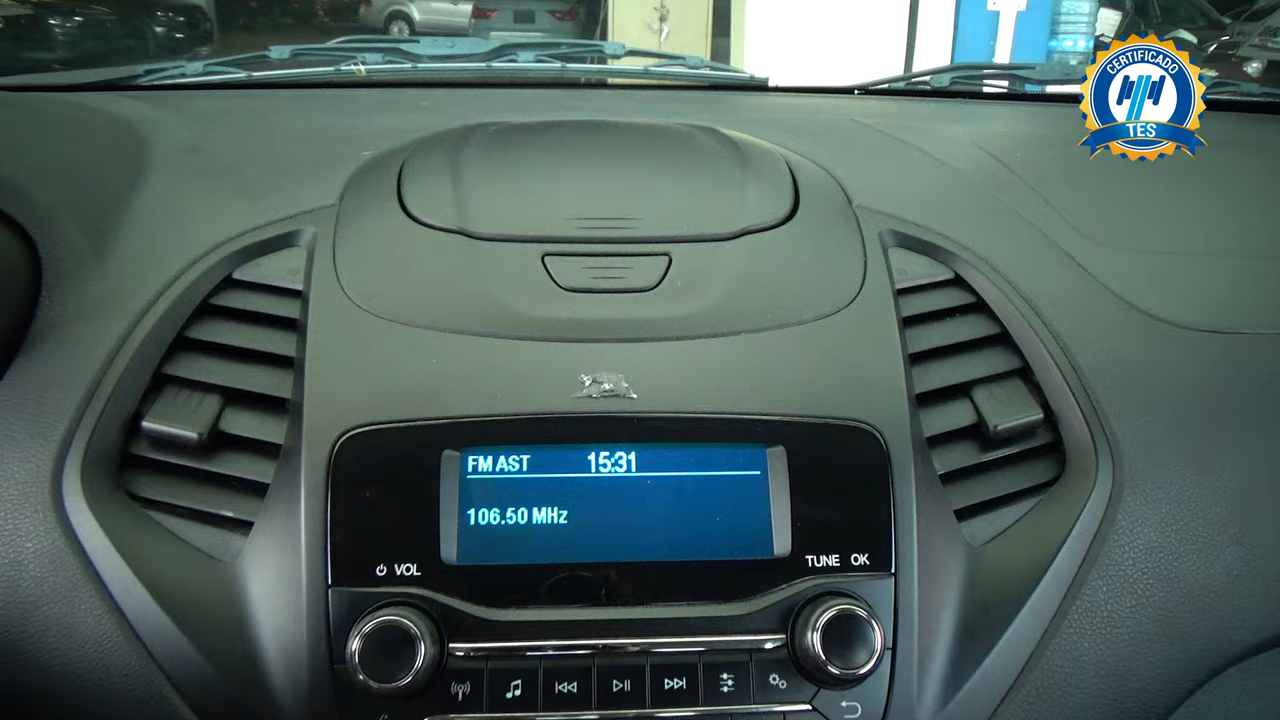 CERTIFICADO
TES
FM AST 15:31
106.50 MHz
VOL
TUNE OK